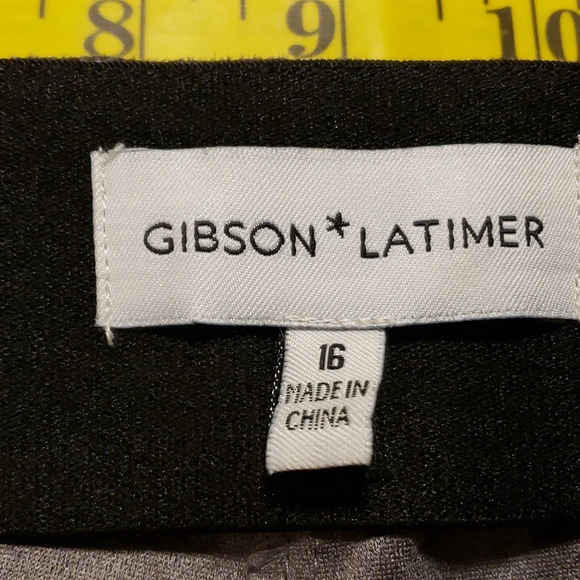 8 9 10
GIBSON*LATIMER
16
MADE IN
CHINA